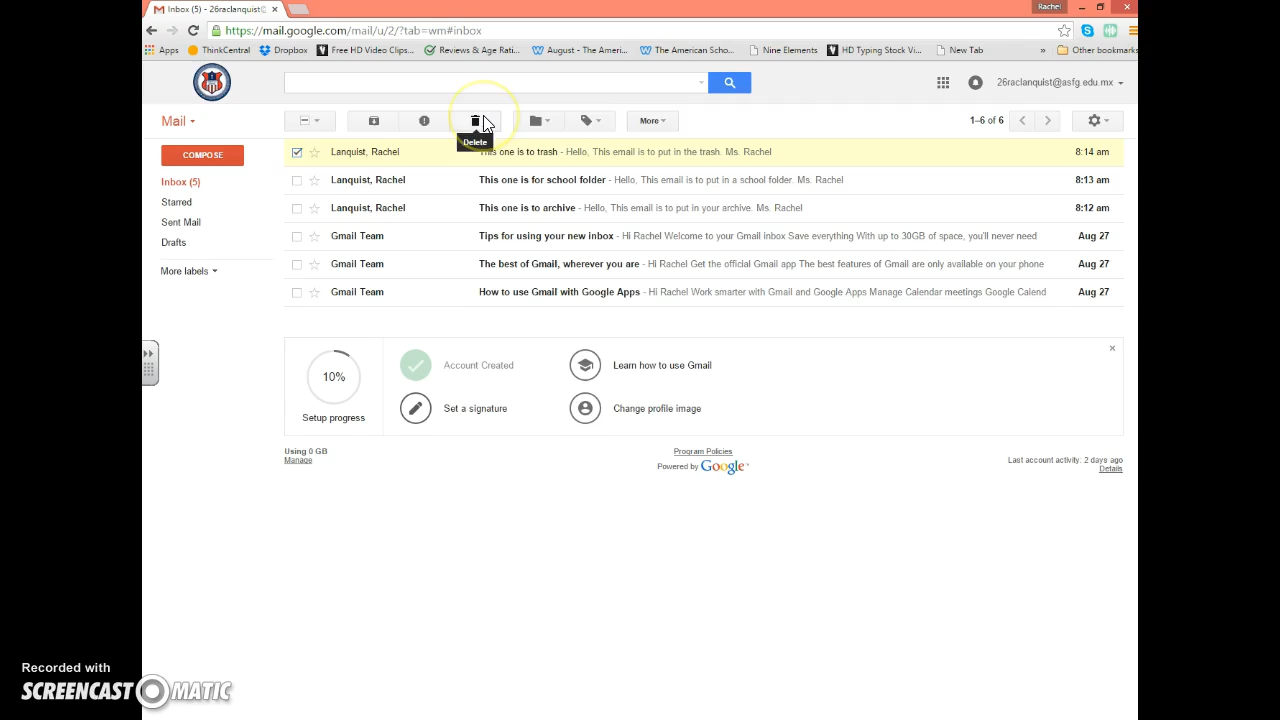 Inbox (5) - 26raclanquist@
Rachel
https://mail.google.com/mail/u/2/?tab=wm#inbox
Apps ThinkCentral Dropbox Free HD Video Clips... Reviews & Age Rati... August - The Ameri... The American Scho... Nine Elements Typing Book V... New Tab » Other bookmarks
26raclanquist@asfg.edu.mx
Mail
More
1–6 of 6
Delete
COMPOSE
Inbox (5)
Starred
Sent Mail
Drafts
More labels
Lanquist, Rachel This one is to trash - Hello, This email is to put in the trash. Ms. Rachel 8:14 am
Lanquist, Rachel This one is for school folder - Hello, This email is to put in a school folder. Ms. Rachel 8:13 am
Lanquist, Rachel This one is to archive - Hello, This email is to put in your archive. Ms. Rachel 8:12 am
Gmail Team Tips for using your new inbox - Hi Rachel Welcome to your Gmail inbox Save everything With up to 30GB of space, you'll never need Aug 27
Gmail Team The best of Gmail, wherever you are - Hi Rachel Get the official Gmail app The best features of Gmail are only available on your phone Aug 27
Gmail Team How to use Gmail with Google Apps - Hi Rachel Work smarter with Gmail and Google Apps Manage Calendar meetings Google Calend Aug 27
10%
Setup progress
Account Created
Learn how to use Gmail
Set a signature
Change profile image
Using 0 GB
Manage
Program Policies
Powered by Google™
Last account activity: 2 days ago
Details
Recorded with
SCREENCAST MATIC